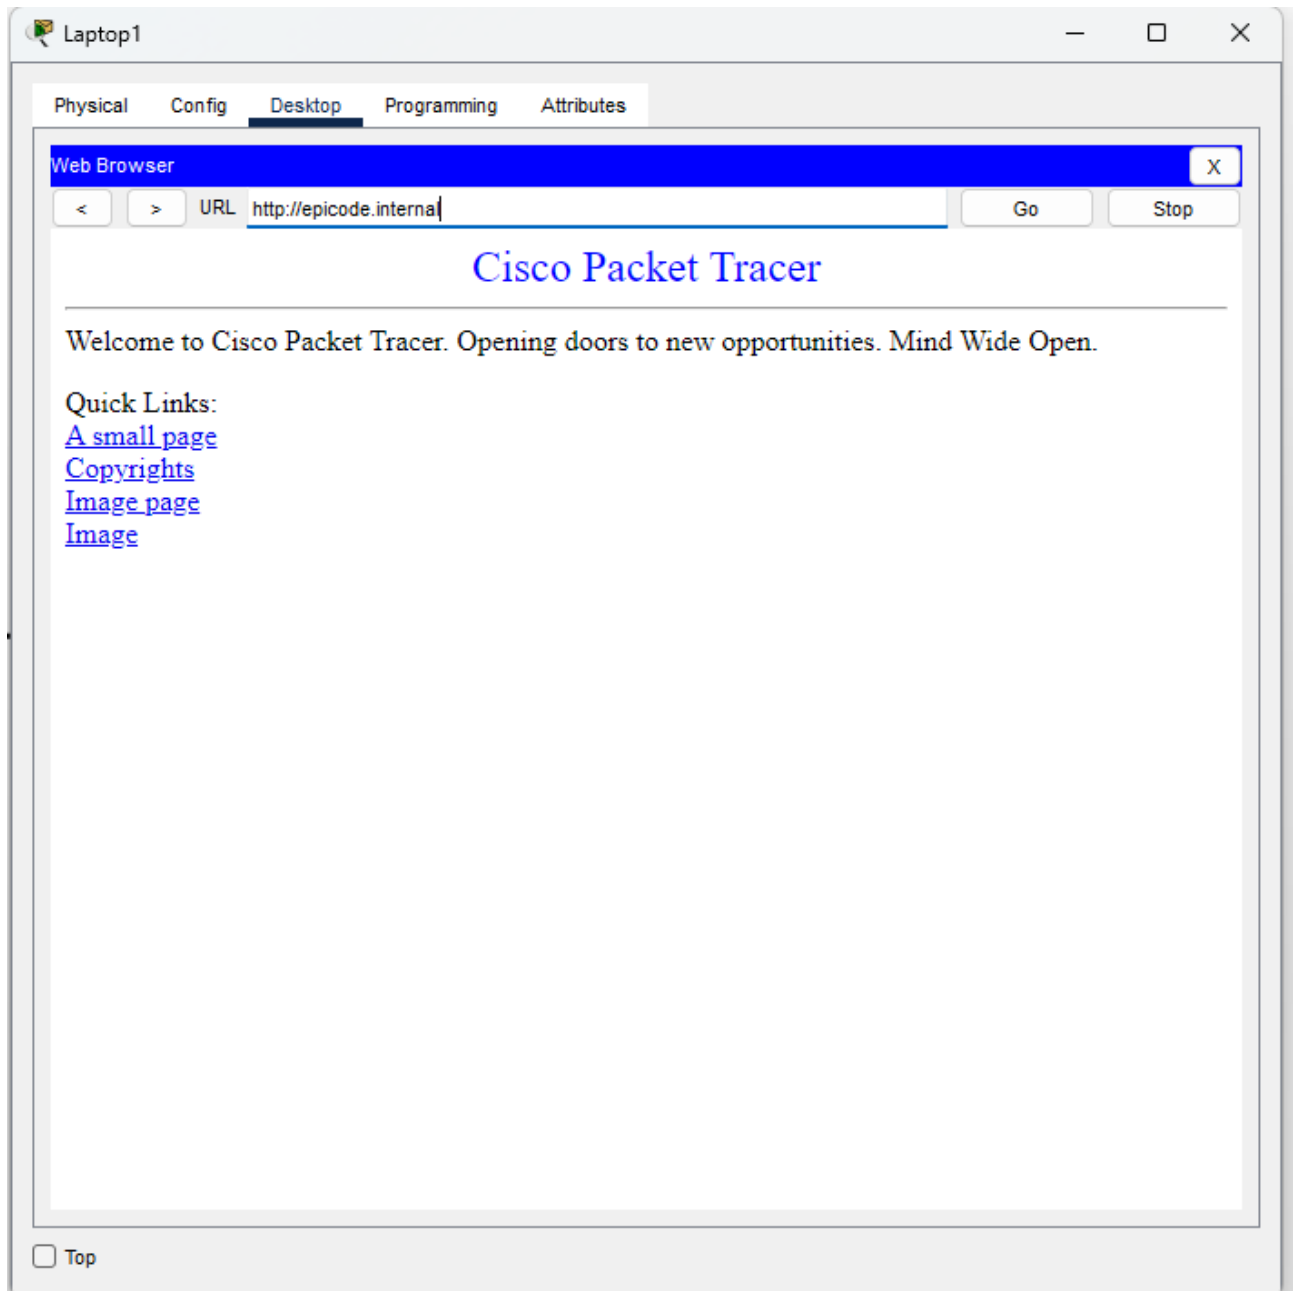 Laptop1
Physical Config Desktop Programming Attributes
Web Browser X
< > URL http://epicode.internal Go Stop
Cisco Packet Tracer
Welcome to Cisco Packet Tracer. Opening doors to new opportunities. Mind Wide Open.
Quick Links:
A small page
Copyrights
Image page
Image
Top